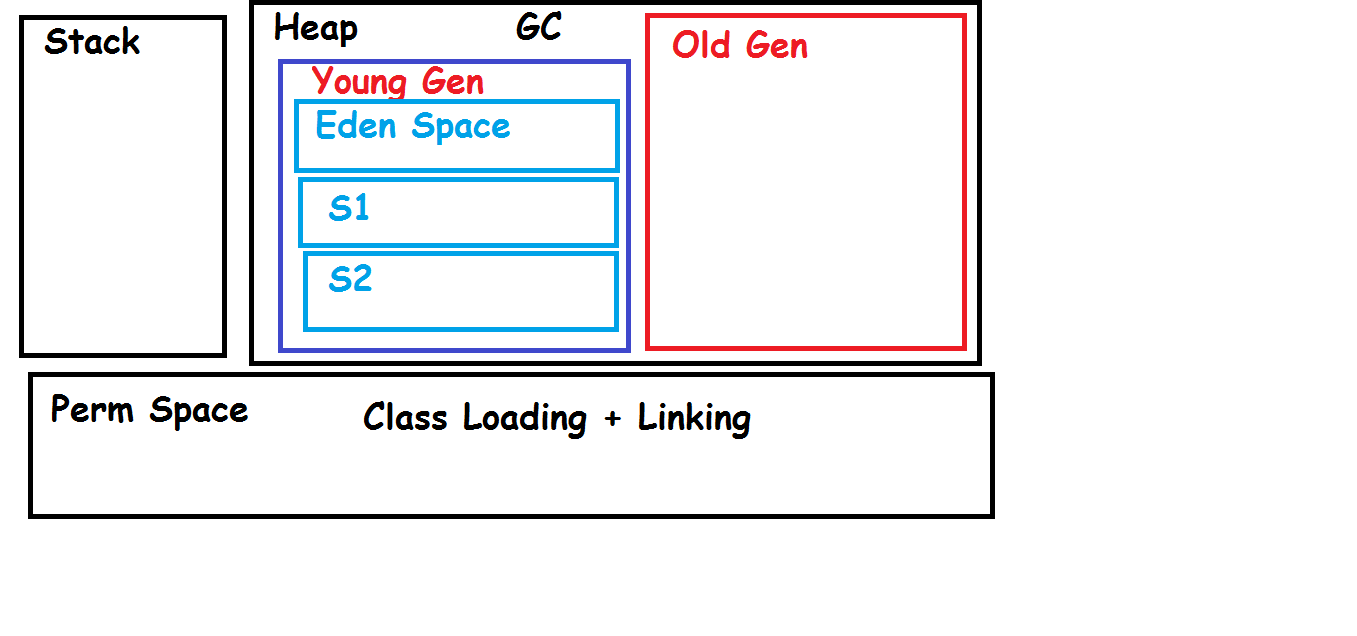 Stack
Heap
GC
Young Gen
Eden Space
S1
S2
Old Gen
Perm Space
Class Loading + Linking